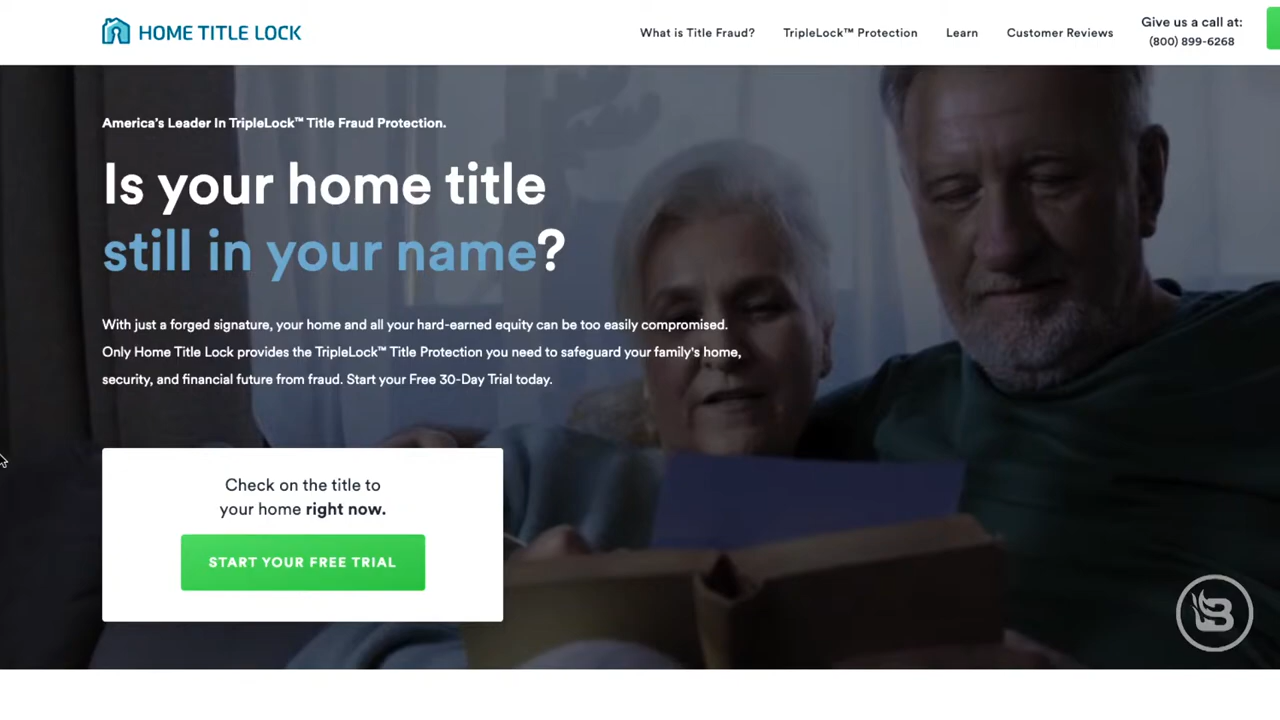 HOME TITLE LOCK
What is Title Fraud?
TripleLock™ Protection
Learn
Customer Reviews
Give us a call at:
(800) 899-6268
America's Leader In TripleLock™ Title Fraud Protection.
Is your home title
still in your name?
With just a forged signature, your home and all your hard-earned equity can be too easily compromised.
Only Home Title Lock provides the TripleLock™ Title Protection you need to safeguard your family's home,
security, and financial future from fraud. Start your Free 30-Day Trial today.
Check on the title to
your home right now.
START YOUR FREE TRIAL
B